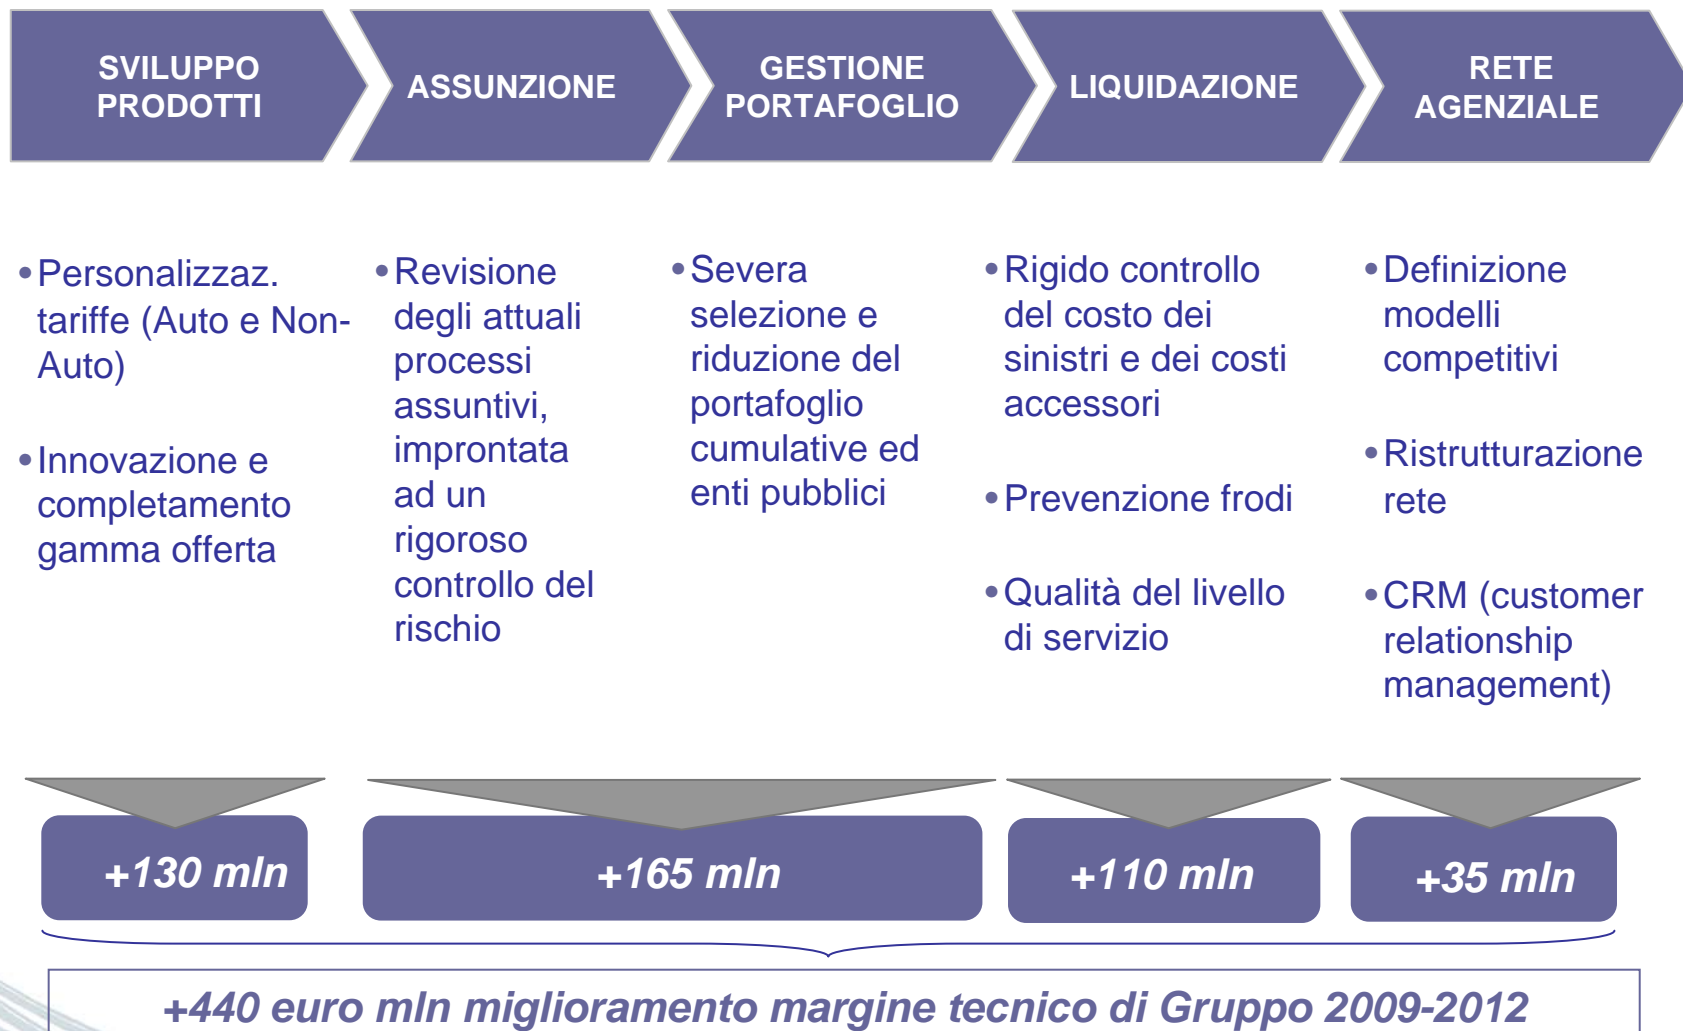 SVILUPPO
PRODOTTI
ASSUNZIONE
GESTIONE
PORTAFOGLIO
LIQUIDAZIONE
RETE
AGENZIALE
•Personalizzaz.
tariffe (Auto e Non-
Auto)
•Innovazione e
completamento
gamma offerta
•Revisione
degli attuali
processi
assuntivi,
improntata
ad un
rigoroso
controllo del
rischio
•Severa
selezione e
riduzione del
portafoglio
cumulative ed
enti pubblici
•Rigido controllo
del costo dei
sinistri e dei costi
accessori
•Prevenzione frodi
•Qualità del livello
di servizio
•Definizione
modelli
competitivi
•Ristrutturazione
rete
•CRM (customer
relationship
management)
+130 mln
+165 mln
+110 mln
+35 mln
+440 euro mln miglioramento margine tecnico di Gruppo 2009-2012